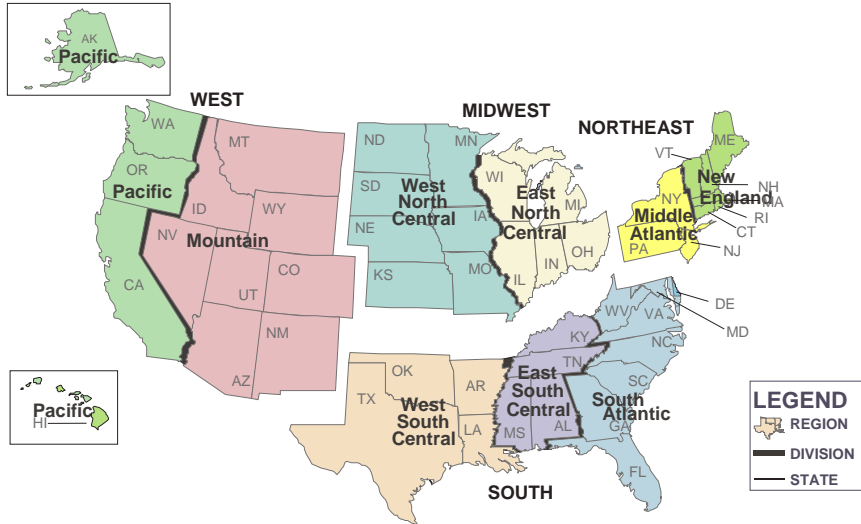 AK
Pacific
WEST
MIDWEST
NORTHEAST
WA
MT
ND
MN
VT
ME
OR
ID
WY
SD
WI
MI
NY
NH
MA
RI
CT
NJ
Pacific
West
North
Central
East
North
Central
New
England
Middle
Atlantic
PA
NV
Mountain
NE
IA
CA
UT
CO
KS
MO
IL
IN
OH
AZ
NM
DE
MD
WV
VA
KY
NC
TN
OK
AR
SC
TX
LA
MS
AL
GA
FL
West
South
Central
East
South
Central
South
Atlantic
SOUTH
Pacific
HI
LEGEND
REGION
DIVISION
STATE